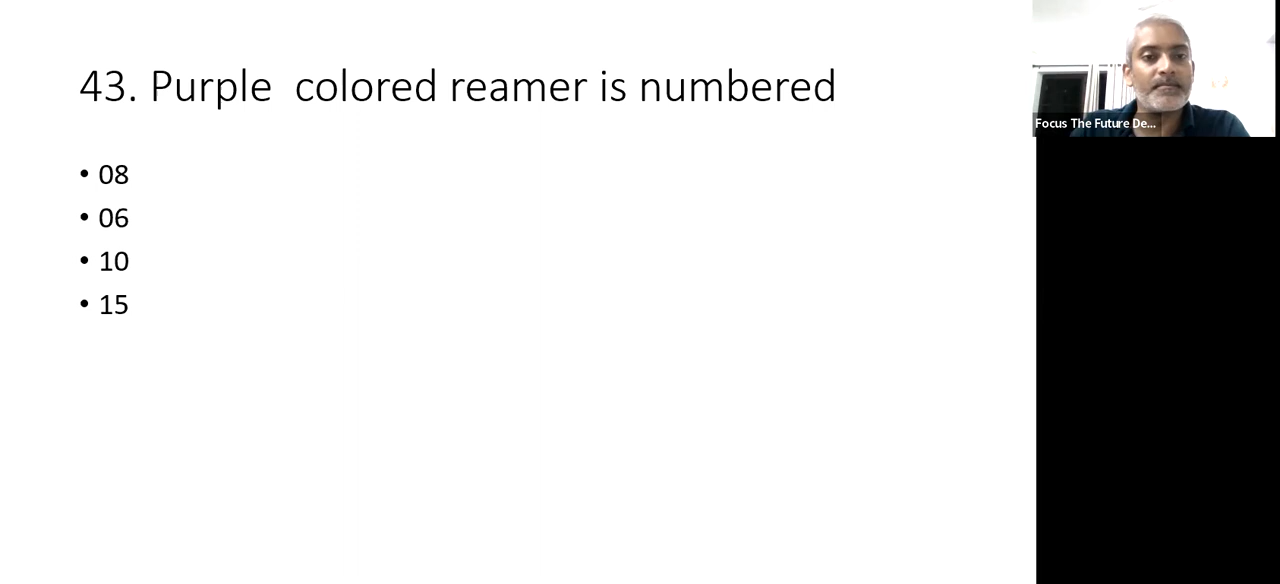 43. Purple  colored reamer is numbered
• 08
• 06
• 10
• 15
Focus The Future De...